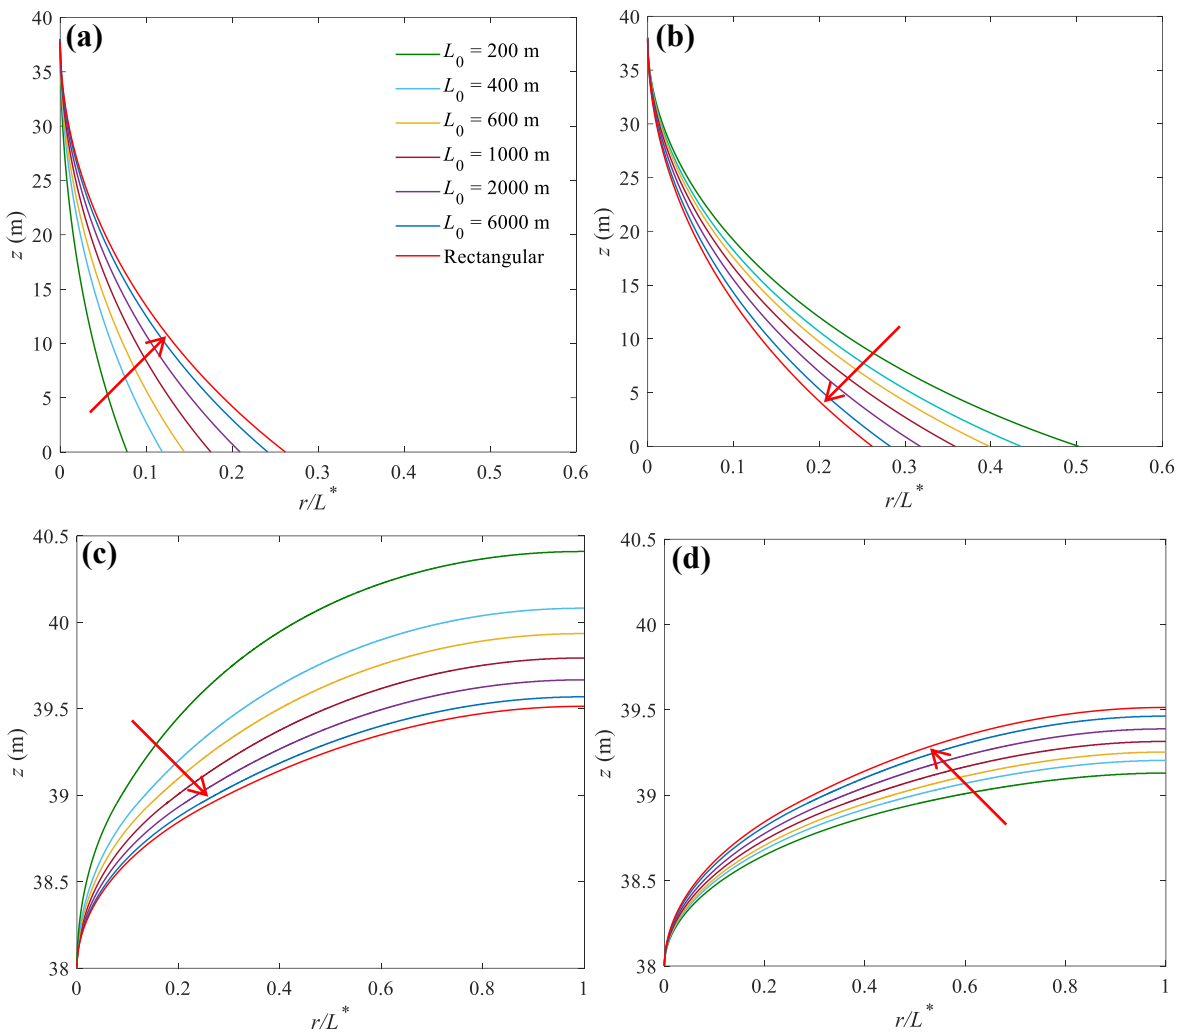 (a)
40
35
30
25
20
15
10
5
0
z (m)
0 0.1 0.2 0.3 0.4 0.5 0.6
r/L*
L0 = 200 m
L0 = 400 m
L0 = 600 m
L0 = 1000 m
L0 = 2000 m
L0 = 6000 m
Rectangular
(b)
40
35
30
25
20
15
10
5
0
z (m)
0 0.1 0.2 0.3 0.4 0.5 0.6
r/L*
(c)
40.5
40
39.5
39
38.5
38
z (m)
0 0.2 0.4 0.6 0.8 1
r/L*
(d)
40.5
40
39.5
39
38.5
38
z (m)
0 0.2 0.4 0.6 0.8 1
r/L*